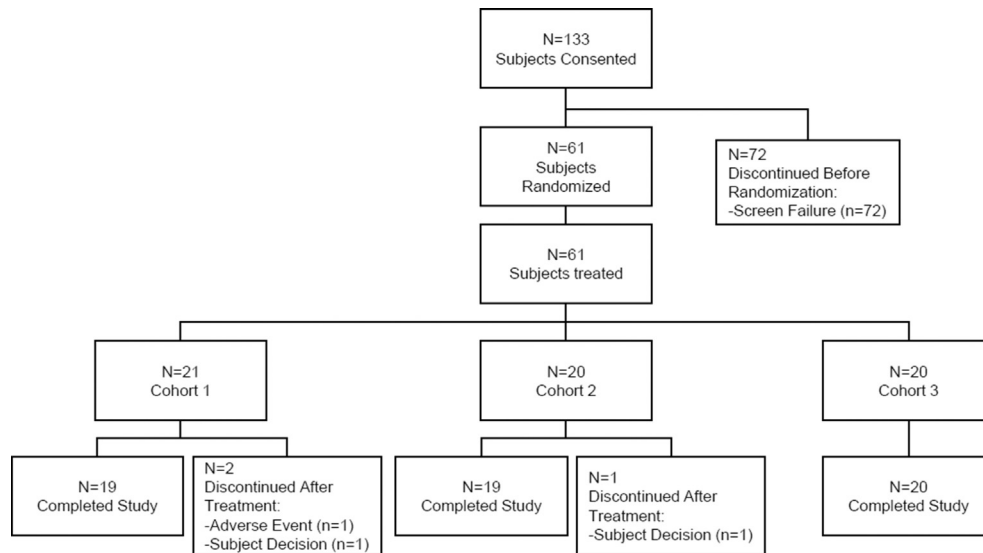 N=133
Subjects Consented
N=61
Subjects
Randomized
N=72
Discontinued Before
Randomization:
-Screen Failure (n=72)
N=61
Subjects treated
N=21
Cohort 1
N=20
Cohort 2
N=20
Cohort 3
N=19
Completed Study
N=2
Discontinued After
Treatment:
-Adverse Event (n=1)
-Subject Decision (n=1)
N=19
Completed Study
N=1
Discontinued After
Treatment:
-Subject Decision (n=1)
N=20
Completed Study